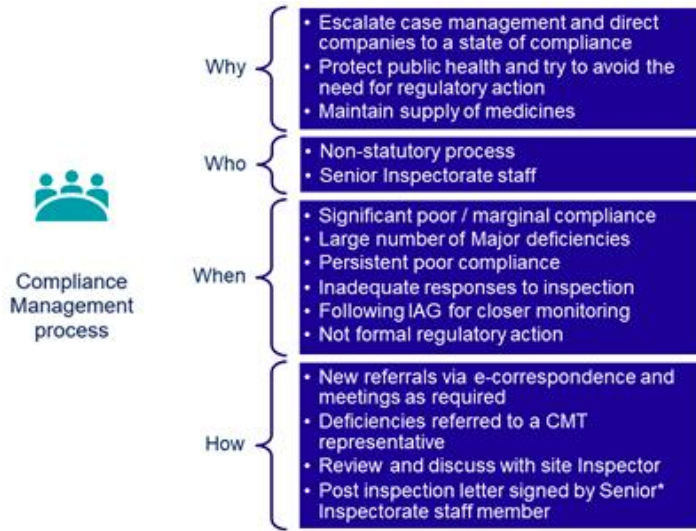 Compliance
Management
process
Why
• Escalate case management and direct
companies to a state of compliance
• Protect public health and try to avoid the
need for regulatory action
• Maintain supply of medicines
Who
• Non-statutory process
• Senior Inspectorate staff
When
• Significant poor / marginal compliance
• Large number of Major deficiencies
• Persistent poor compliance
• Inadequate responses to inspection
• Following IAG for closer monitoring
• Not formal regulatory action
How
• New referrals via e-correspondence and
meetings as required
• Deficiencies referred to a CMT
representative
• Review and discuss with site Inspector
• Post inspection letter signed by Senior*
Inspectorate staff member